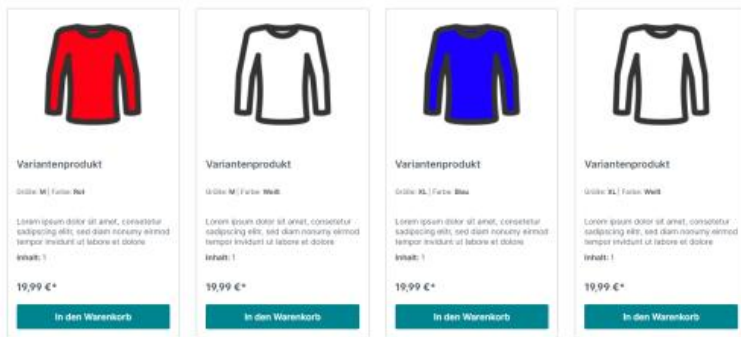 Variantenprodukt
Größe: M | Farbe: Rot
Lorem ipsum dolor sit amet, consetetur
sadipscing elitr, sed diam nonumy eirmod
tempor invidunt ut labore et dolore
Inhalt: 1
19,99 €*
In den Warenkorb
Variantenprodukt
Größe: M | Farbe: Weiß
Lorem ipsum dolor sit amet, consetetur
sadipscing elitr, sed diam nonumy eirmod
tempor invidunt ut labore et dolore
Inhalt: 1
19,99 €*
In den Warenkorb
Variantenprodukt
Größe: XL | Farbe: Blau
Lorem ipsum dolor sit amet, consetetur
sadipscing elitr, sed diam nonumy eirmod
tempor invidunt ut labore et dolore
Inhalt: 1
19,99 €*
In den Warenkorb
Variantenprodukt
Größe: XL | Farbe: Weiß
Lorem ipsum dolor sit amet, consetetur
sadipscing elitr, sed diam nonumy eirmod
tempor invidunt ut labore et dolore
Inhalt: 1
19,99 €*
In den Warenkorb